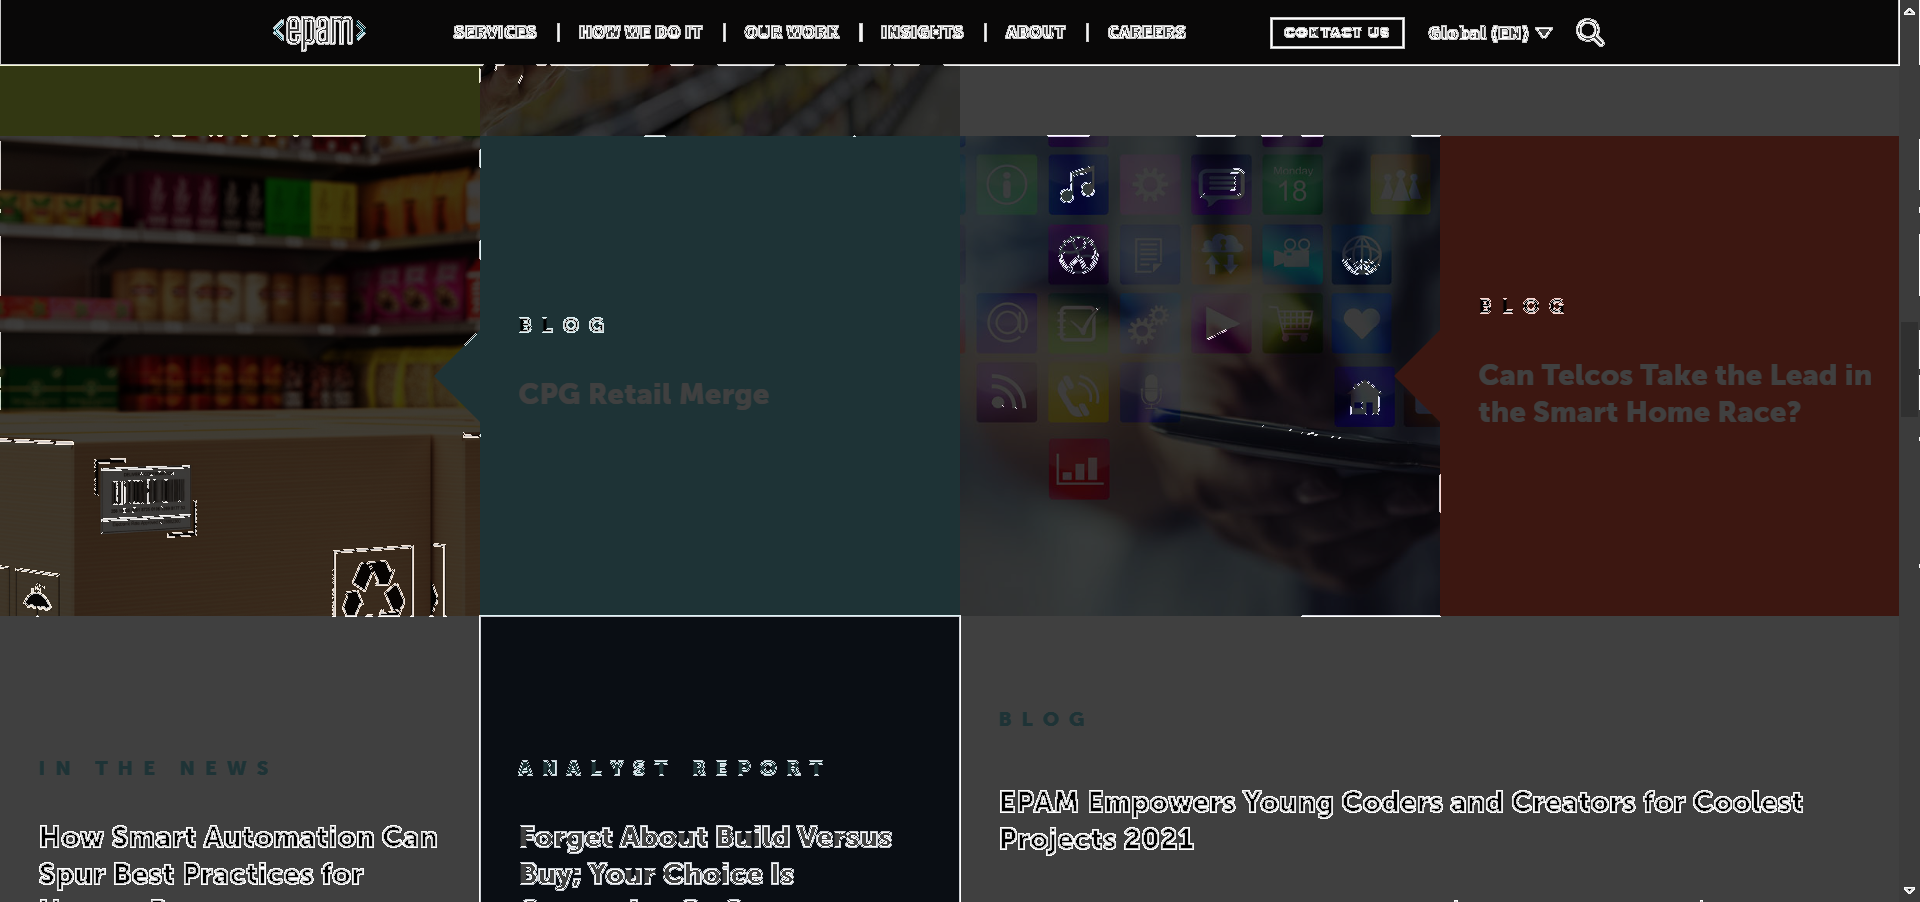 epam
SERVICES | HOW WE DO IT | OUR WORK | INSIGHTS | ABOUT | CAREERS
CONTACT US
Global (EN)
Monday
18
BLOG
CPG Retail Merge
BLOG
Can Telcos Take the Lead in
the Smart Home Race?
IN THE NEWS
How Smart Automation Can
Spur Best Practices for
ANALYST REPORT
Forget About Build Versus
Buy; Your Choice Is
BLOG
EPAM Empowers Young Coders and Creators for Coolest
Projects 2021